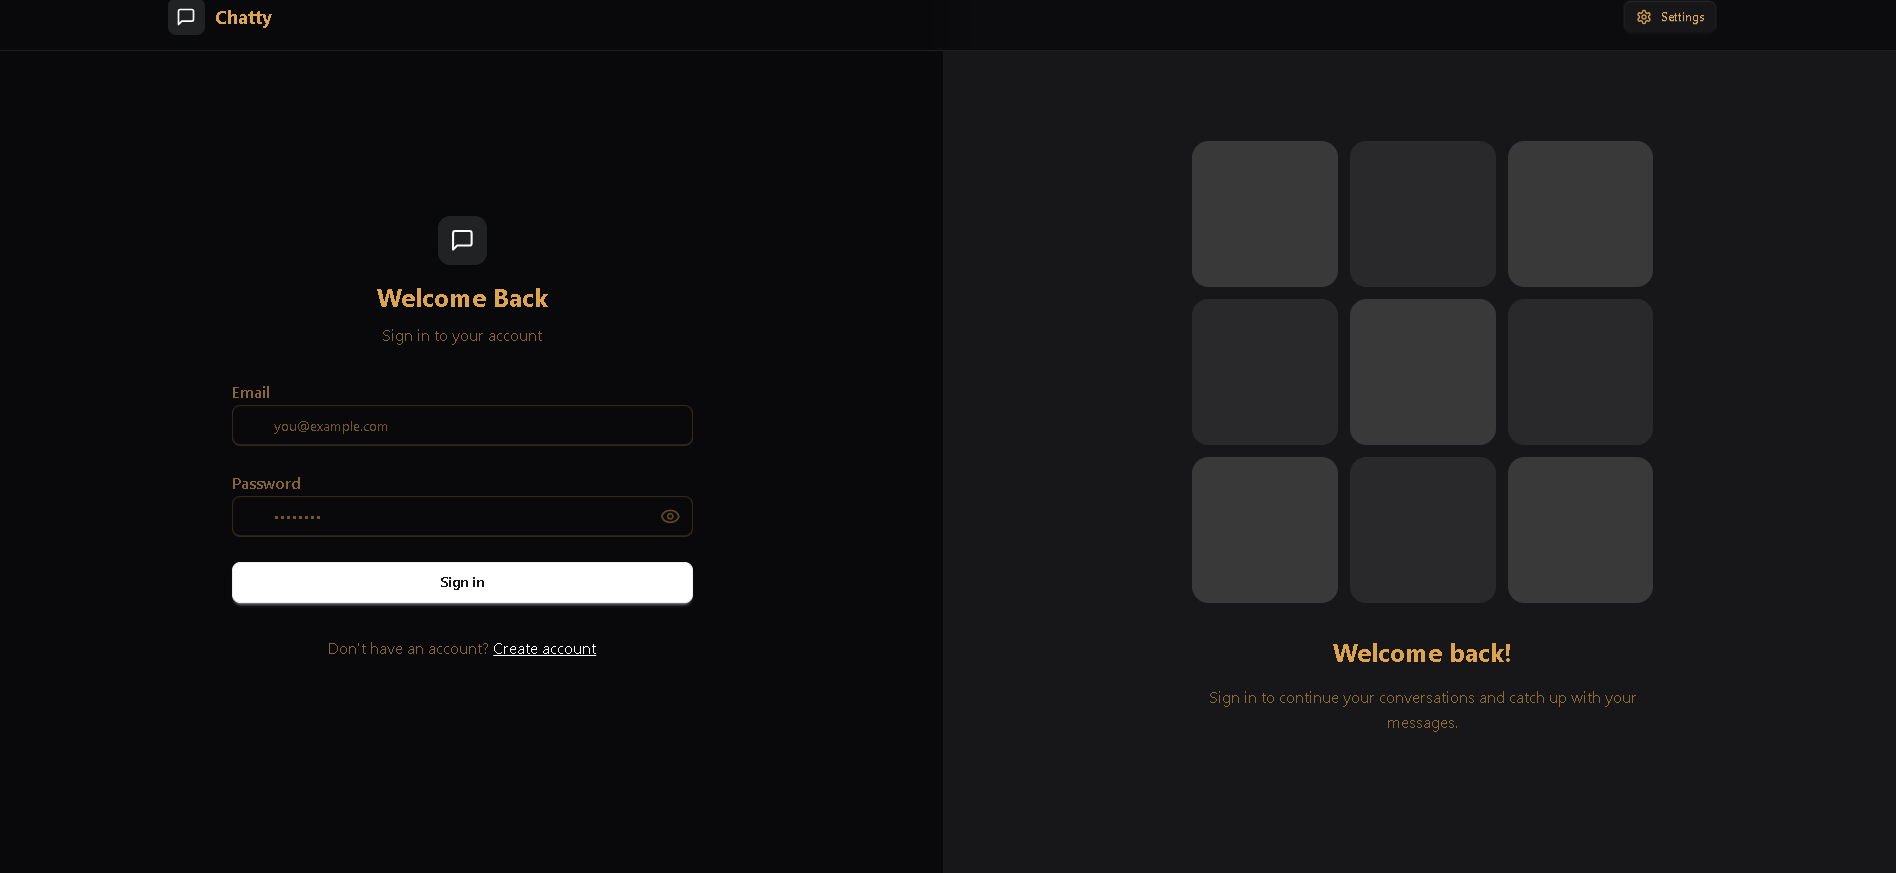 Chatty
Settings
Welcome Back
Sign in to your account
Email
you@example.com
Password
••••••••
Sign in
Don't have an account? Create account
Welcome back!
Sign in to continue your conversations and catch up with your
messages.